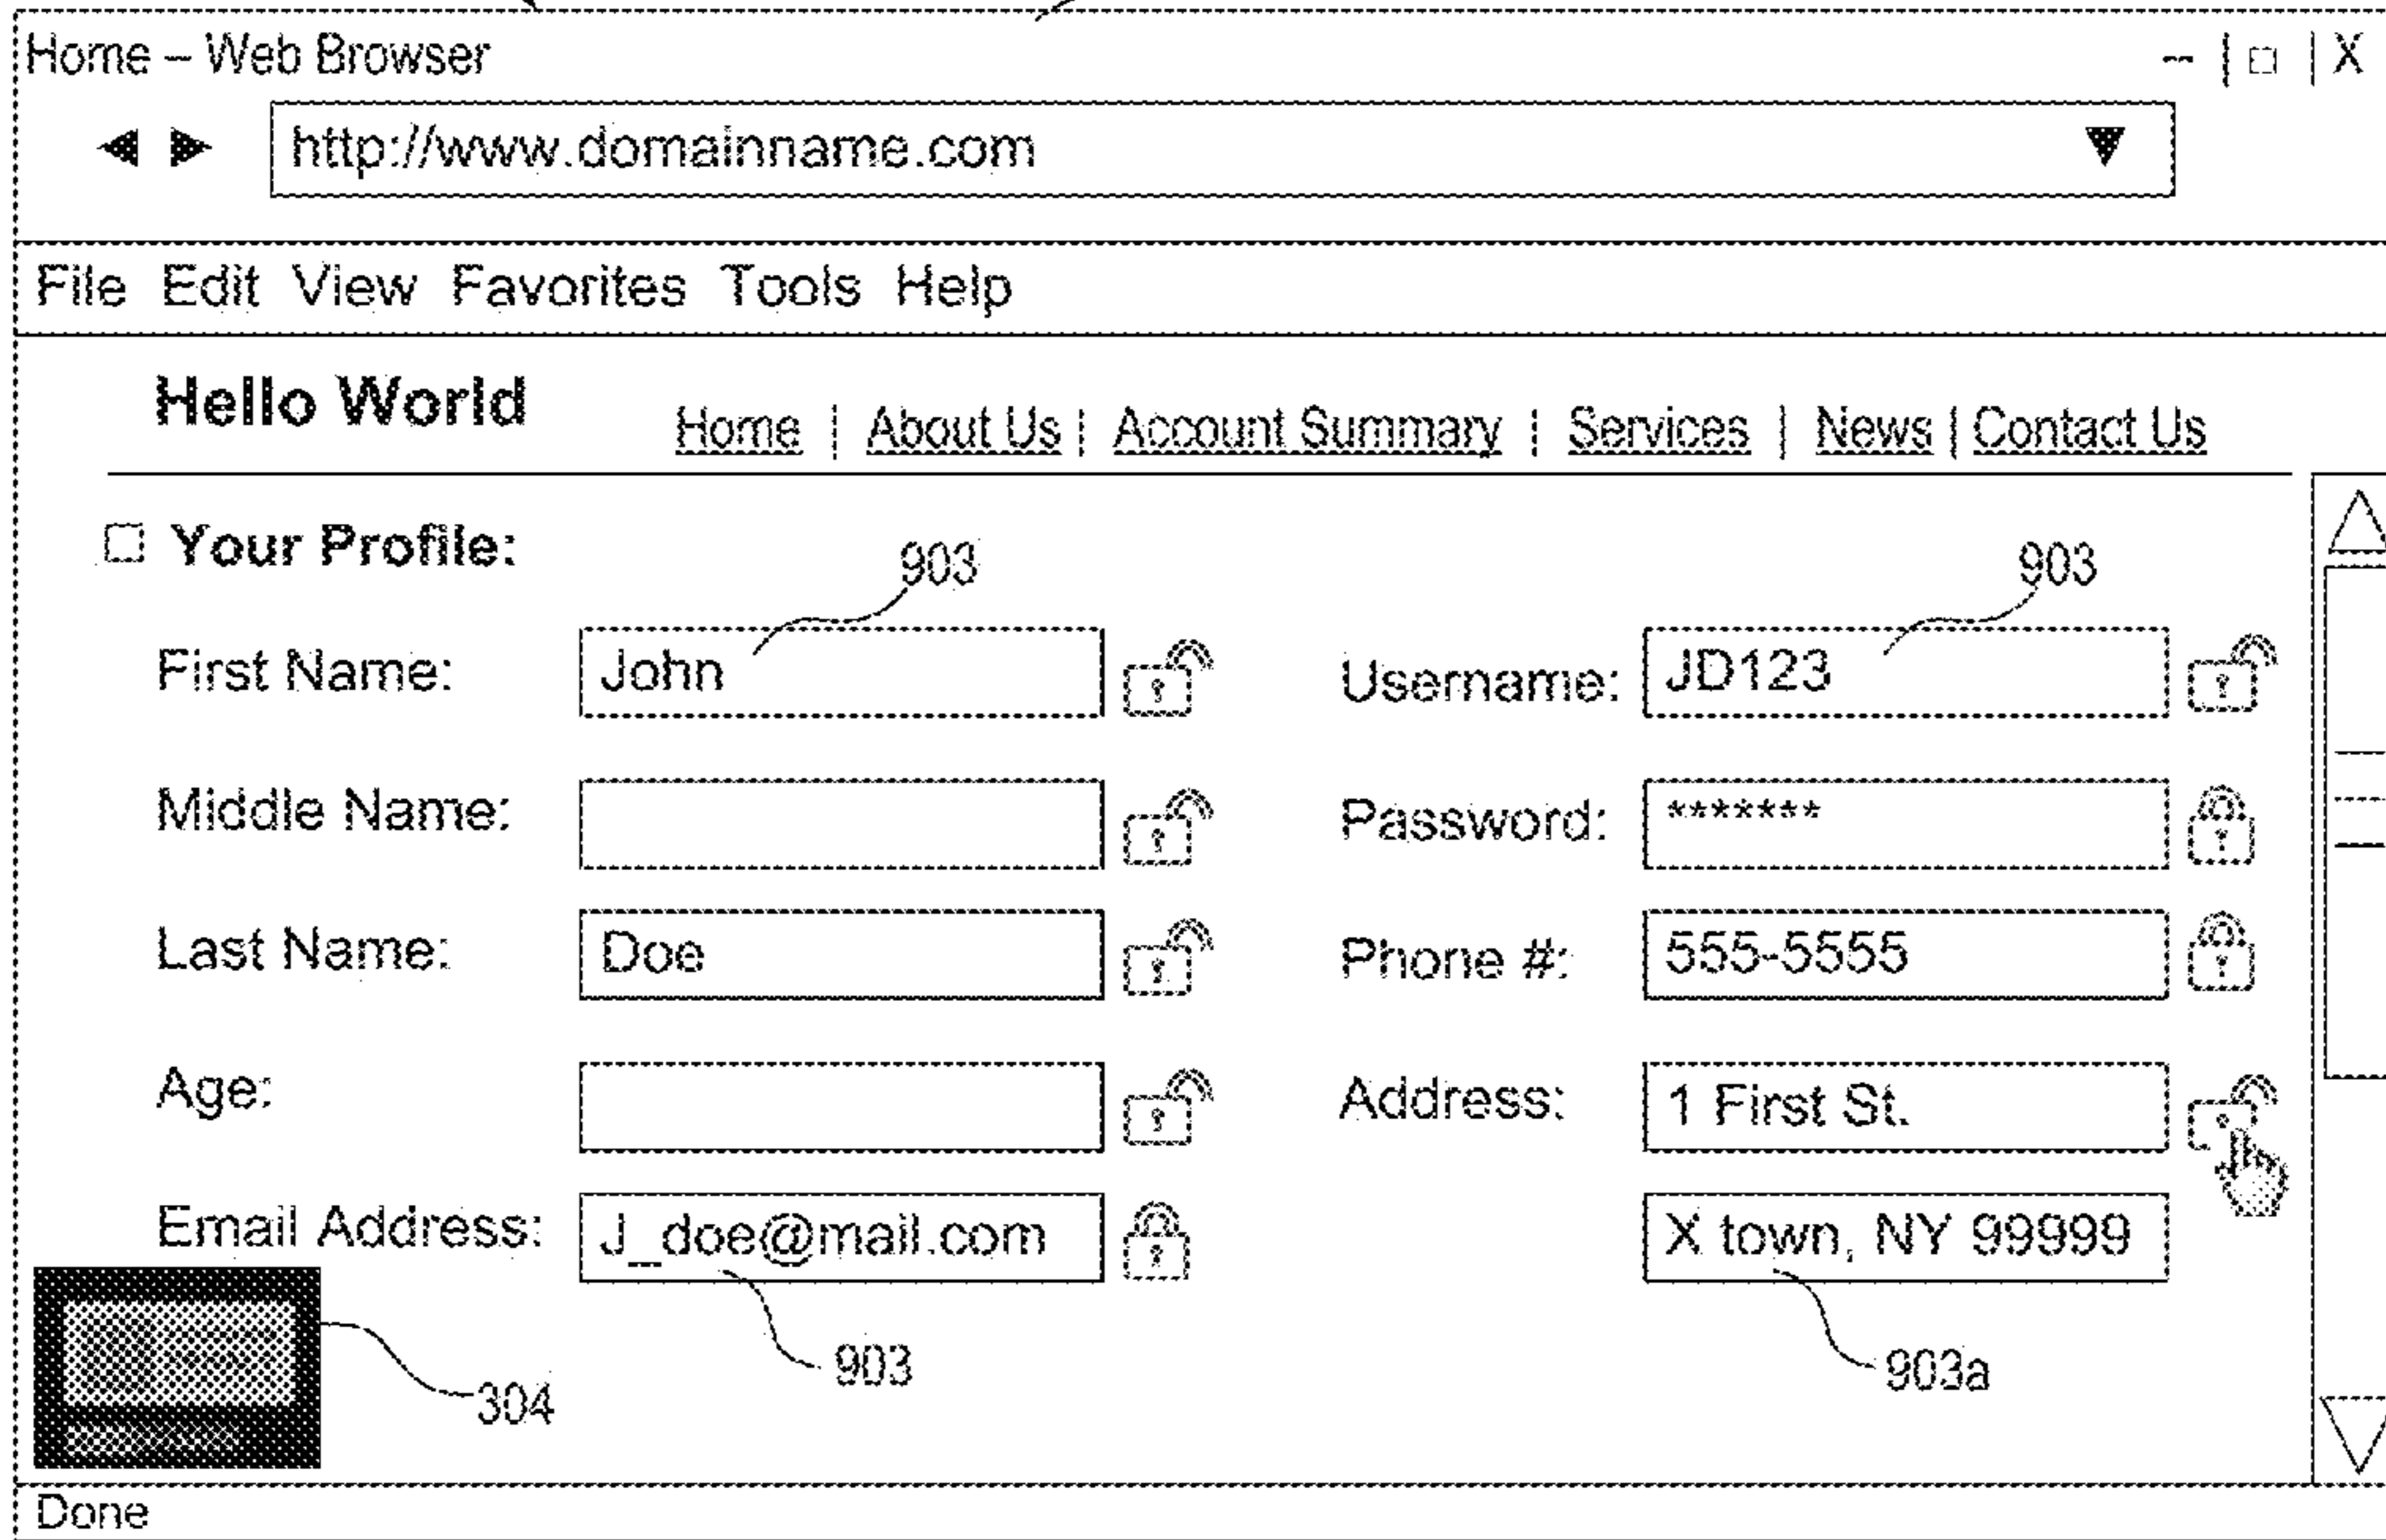 Home – Web Browser -- | □ | X
http://www.domainname.com
File Edit View Favorites Tools Help
Hello World
Home | About Us | Account Summary | Services | News | Contact Us
Your Profile:
903 903
First Name: John Username: JD123
Middle Name: Password: *******
Last Name: Doe Phone #: 555-5555
Age: Address: 1 First St.
Email Address: J_doe@mail.com X town, NY 99999
903 903a
304
Done